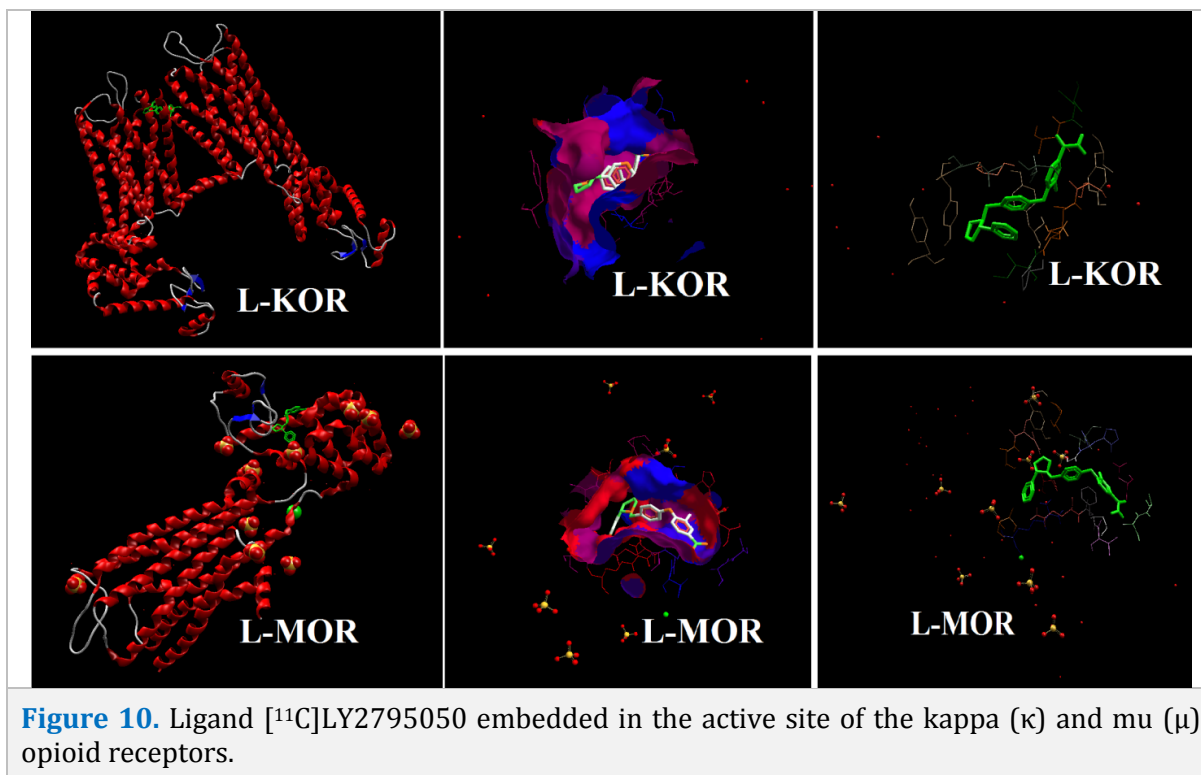 L-KOR
L-KOR
L-KOR
L-MOR
L-MOR
L-MOR
Figure 10. Ligand [¹¹C]LY2795050 embedded in the active site of the kappa (κ) and mu (μ)
opioid receptors.